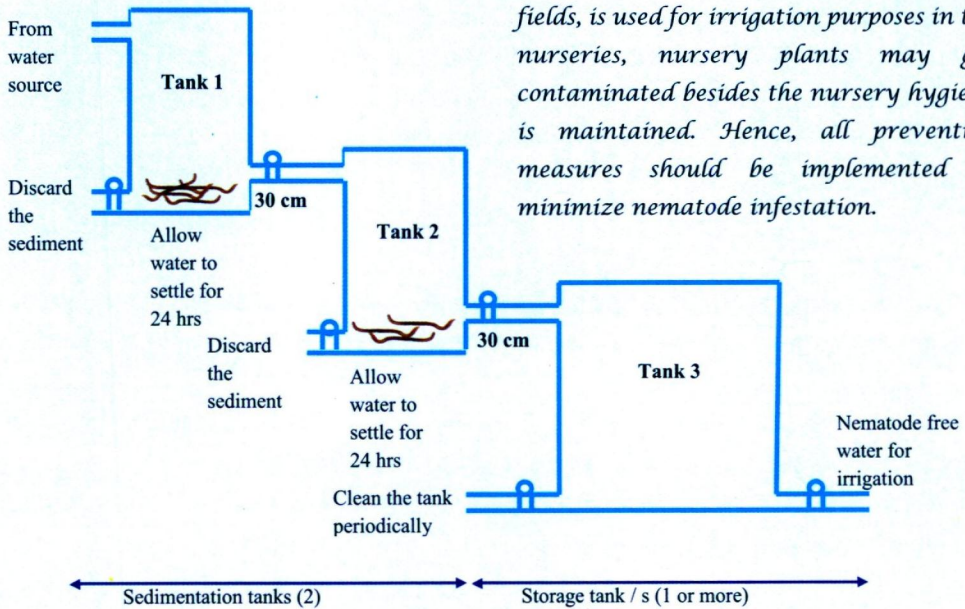 fields, is used for irrigation purposes in
nurseries, nursery plants may
contaminated besides the nursery
is maintained. Hence, all
measures should be implemented
minimize nematode infestation.
From
water
source
Tank 1
Discard
the
sediment
30 cm
Allow
water to
settle for
24 hrs
Tank 2
Discard
the
sediment
30 cm
Allow
water to
settle for
24 hrs
Tank 3
Clean the tank
periodically
Nematode free
water for
irrigation
Sedimentation tanks (2)
Storage tank / s (1 or more)